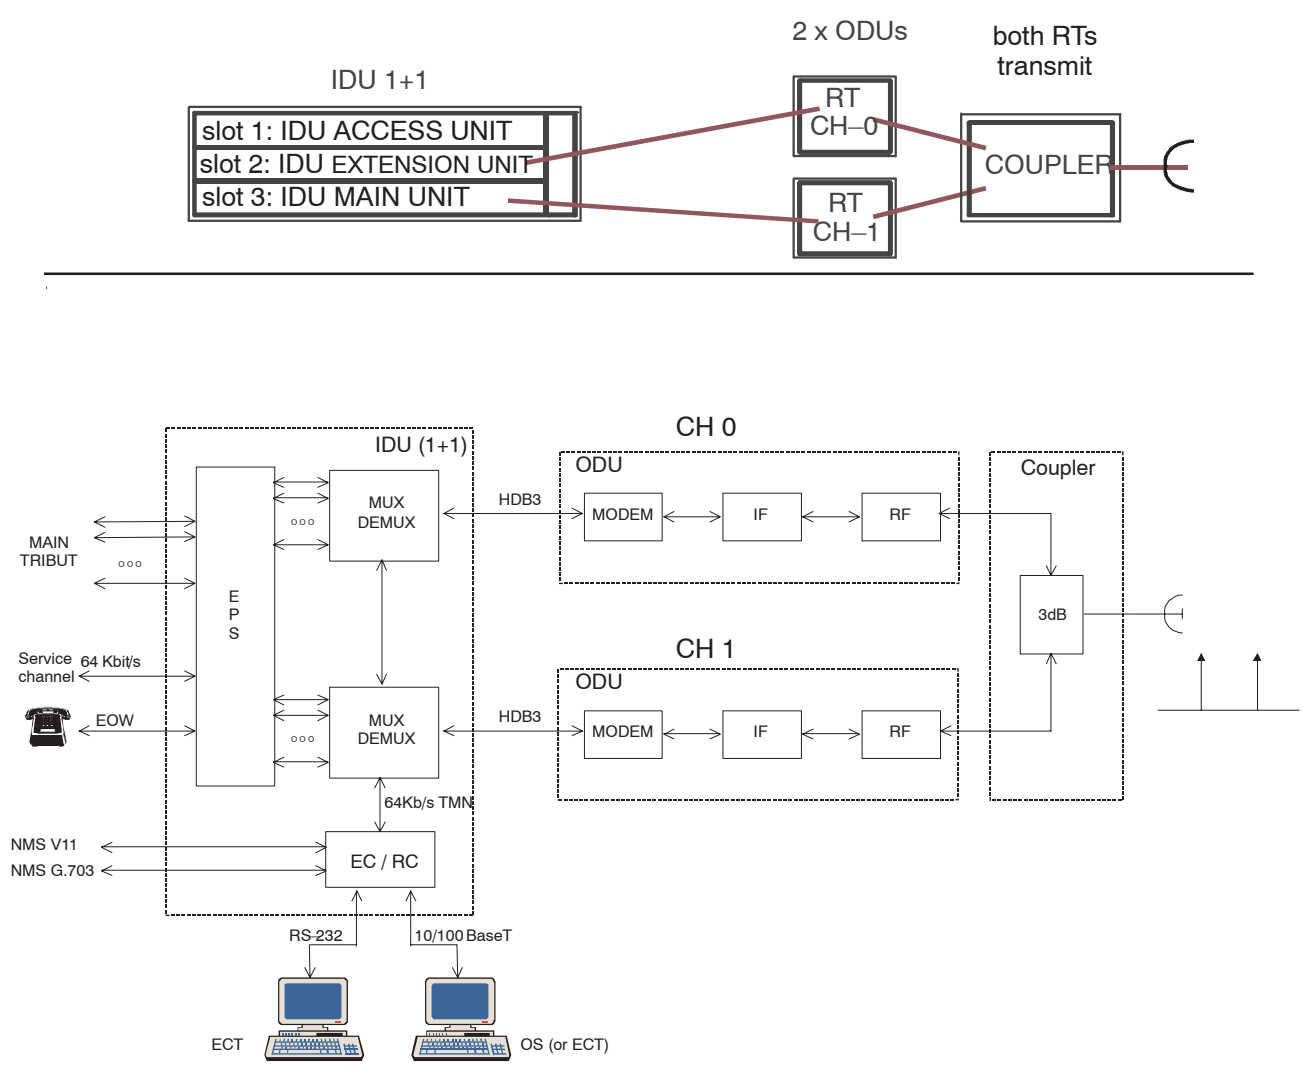 2 x ODUs
both RTs
transmit
IDU 1+1
slot 1: IDU ACCESS UNIT
slot 2: IDU EXTENSION UNIT
slot 3: IDU MAIN UNIT
RT
CH–0
RT
CH–1
COUPLER
CH 0
IDU (1+1)
ODU
Coupler
MUX
DEMUX
HDB3
MODEM
IF
RF
ooo
MAIN
TRIBUT
ooo
E
P
S
3dB
CH 1
Service
channel
64 Kbit/s
ODU
EOW
MUX
DEMUX
HDB3
MODEM
IF
RF
ooo
64Kb/s TMN
NMS V11
NMS G.703
EC / RC
RS–232
10/100 BaseT
ECT
OS (or ECT)